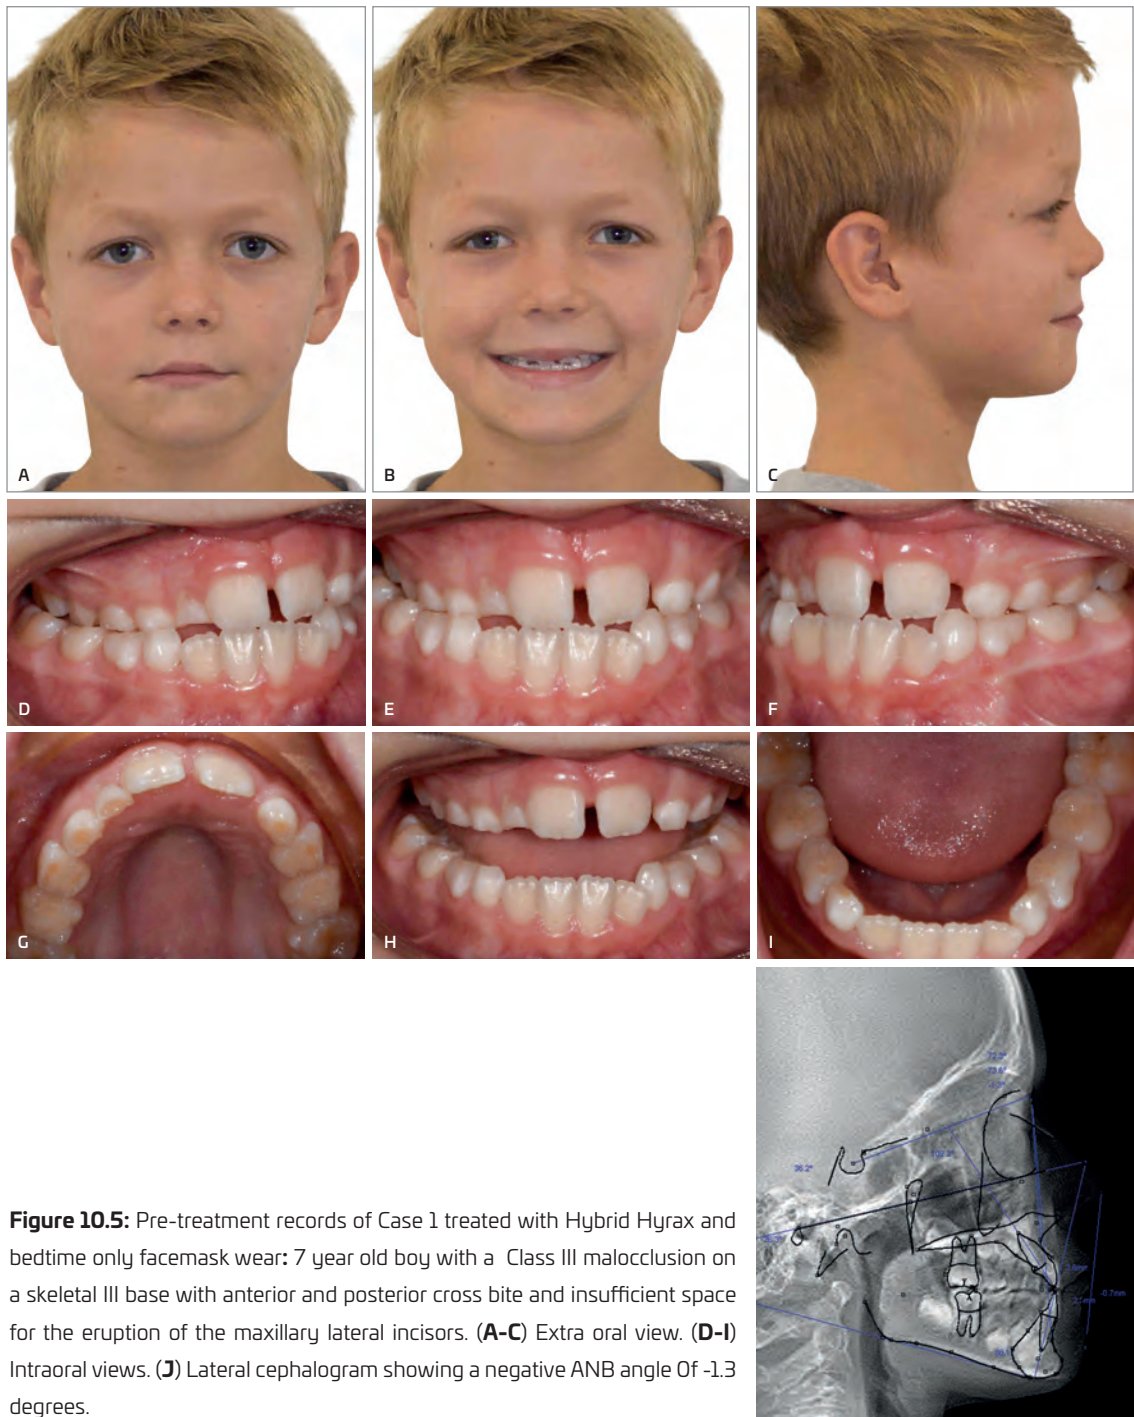 A
B
C
D
E
F
G
H
I
-0.7mm
Figure 10.5: Pre-treatment records of Case 1 treated with Hybrid Hyrax and
bedtime only facemask wear: 7 year old boy with a Class III malocclusion on
a skeletal III base with anterior and posterior cross bite and insufficient space
for the eruption of the maxillary lateral incisors. (A-C) Extra oral view. (D-I)
Intraoral views. (J) Lateral cephalogram showing a negative ANB angle Of -1.3
degrees.